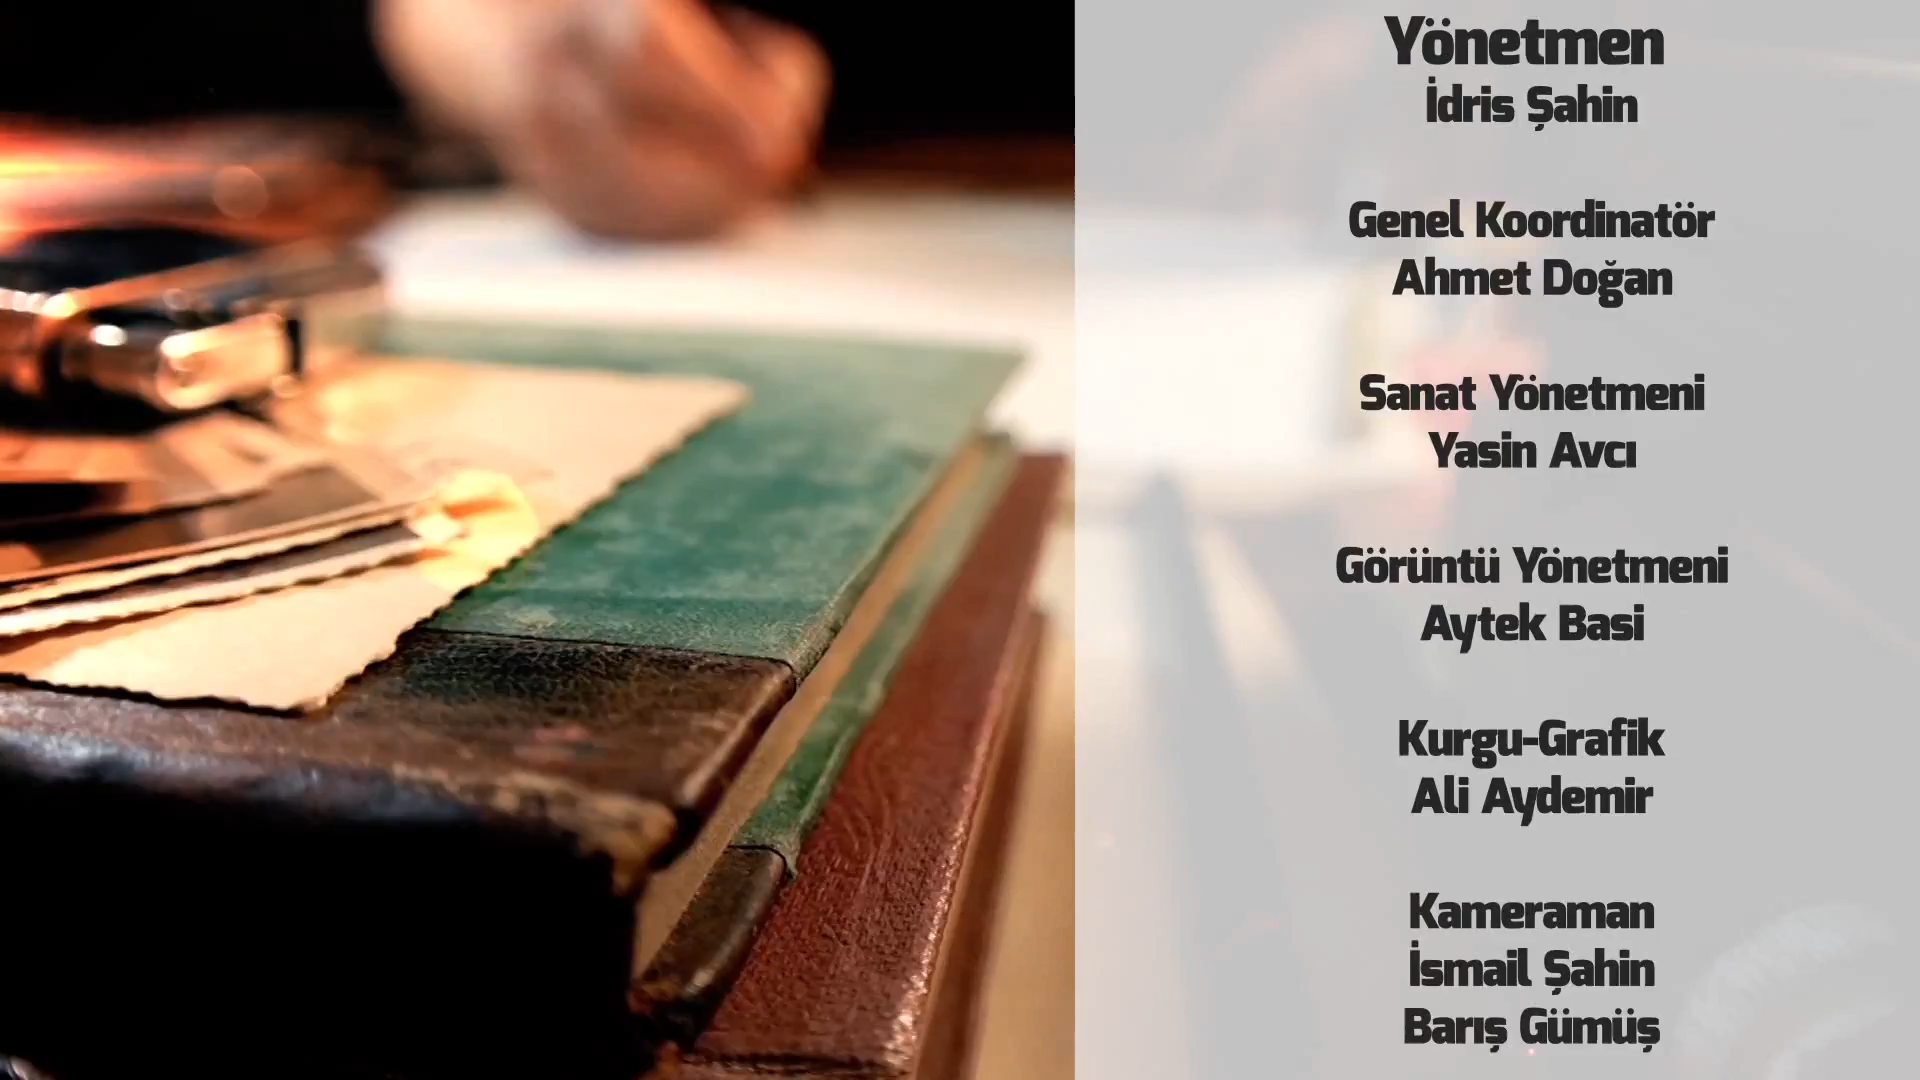 Yönetmen
İdris Şahin
Genel Koordinatör
Ahmet Doğan
Sanat Yönetmeni
Yasin Avcı
Görüntü Yönetmeni
Aytek Basi
Kurgu-Grafik
Ali Aydemir
Kameraman
İsmail Şahin
Barış Gümüş